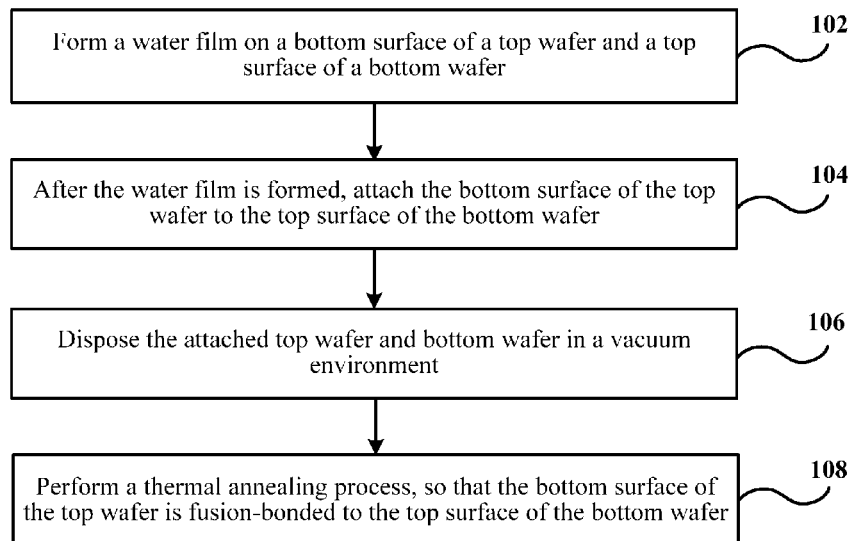 Form a water film on a bottom surface of a top wafer and a top
surface of a bottom wafer
102
After the water film is formed, attach the bottom surface of the top
wafer to the top surface of the bottom wafer
104
Dispose the attached top wafer and bottom wafer in a vacuum
environment
106
Perform a thermal annealing process, so that the bottom surface of
the top wafer is fusion-bonded to the top surface of the bottom wafer
108